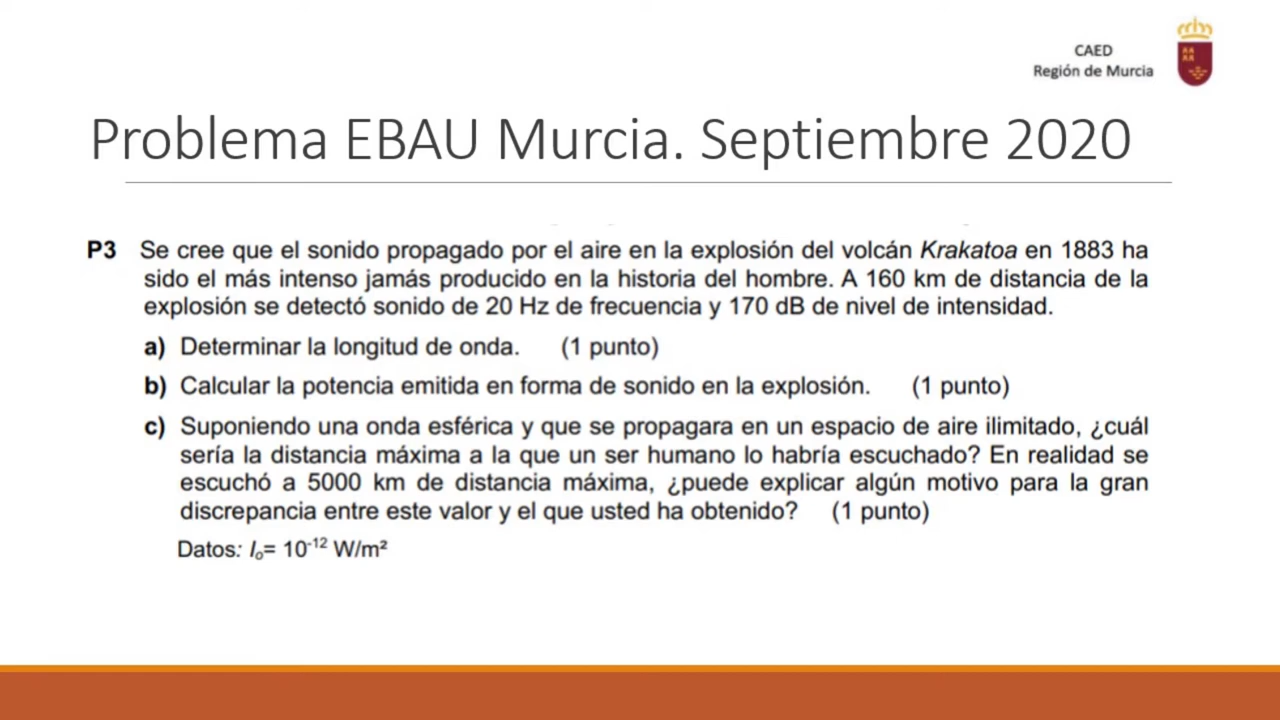 CAED
Región de Murcia
Problema EBAU Murcia. Septiembre 2020
P3 Se cree que el sonido propagado por el aire en la explosión del volcán Krakatoa en 1883 ha
sido el más intenso jamás producido en la historia del hombre. A 160 km de distancia de la
explosión se detectó sonido de 20 Hz de frecuencia y 170 dB de nivel de intensidad.
a) Determinar la longitud de onda. (1 punto)
b) Calcular la potencia emitida en forma de sonido en la explosión. (1 punto)
c) Suponiendo una onda esférica y que se propagara en un espacio de aire ilimitado, ¿cuál
sería la distancia máxima a la que un ser humano lo habría escuchado? En realidad se
escuchó a 5000 km de distancia máxima, ¿puede explicar algún motivo para la gran
discrepancia entre este valor y el que usted ha obtenido? (1 punto)
Datos: Iₒ= 10⁻¹² W/m²